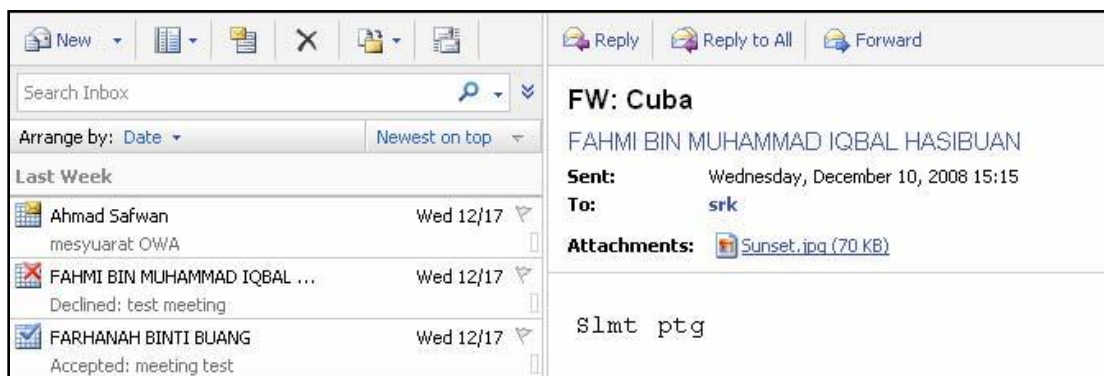 New
Search Inbox
Arrange by: Date Newest on top
Last Week
Ahmad Safwan Wed 12/17
mesyuarat OWA
FAHMI BIN MUHAMMAD IQBAL ... Wed 12/17
Declined: test meeting
FARHANAH BINTI BUANG Wed 12/17
Accepted: meeting test
Reply Reply to All Forward
FW: Cuba
FAHMI BIN MUHAMMAD IQBAL HASIBUAN
Sent: Wednesday, December 10, 2008 15:15
To: srk
Attachments: Sunset.jpg (70 KB)
Slmt ptg